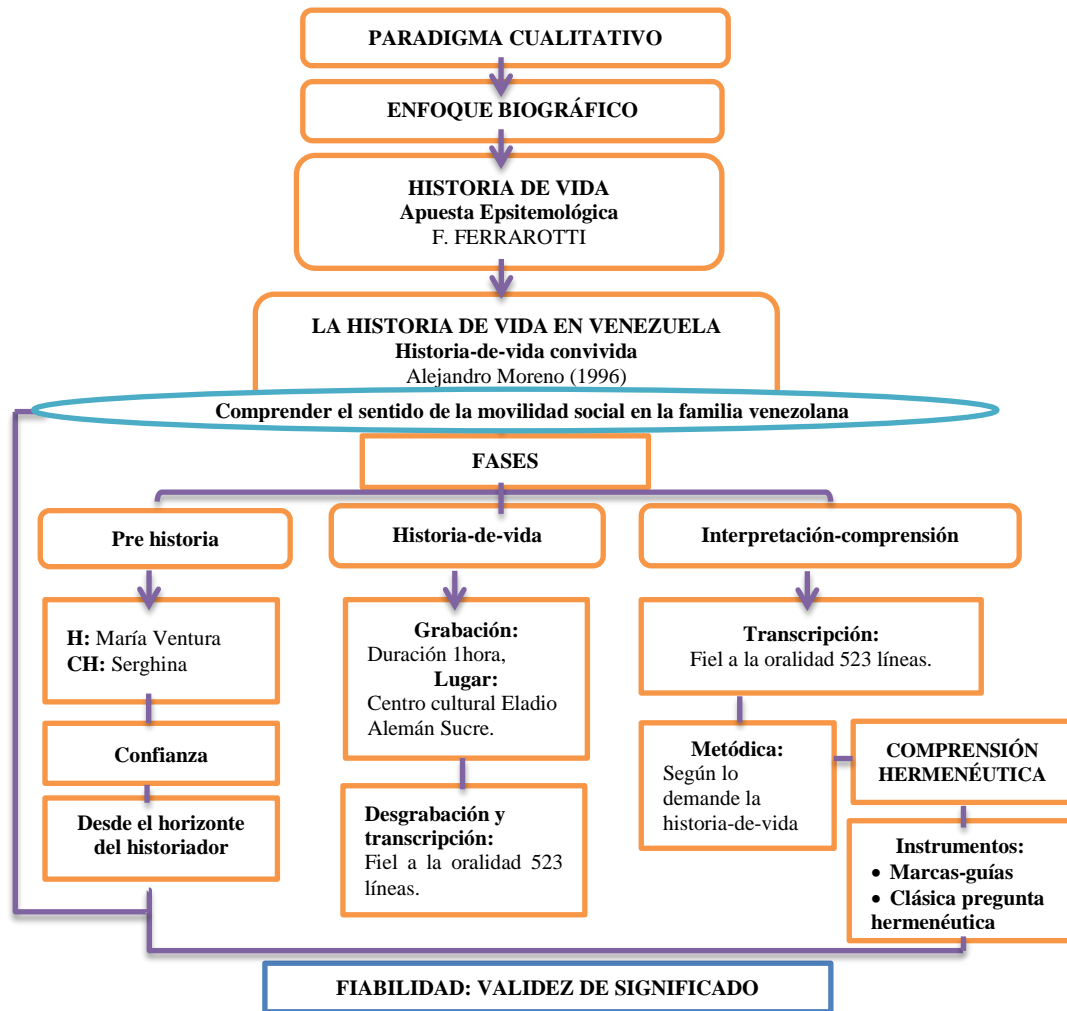 PARADIGMA CUALITATIVO
ENFOQUE BIOGRÁFICO
HISTORIA DE VIDA
Apuesta Epsitemológica
F. FERRAROTTI
LA HISTORIA DE VIDA EN VENEZUELA
Historia-de-vida convivida
Alejandro Moreno (1996)
Comprender el sentido de la movilidad social en la familia venezolana
FASES
Pre historia
H: María Ventura
CH: Serghina
Confianza
Desde el horizonte
del historiador
Historia-de-vida
Grabación:
Duración 1hora,
Lugar:
Centro cultural Eladio
Alemán Sucre.
Desgrabación y
transcripción:
Fiel a la oralidad 523
líneas.
Interpretación-comprensión
Transcripción:
Fiel a la oralidad 523 líneas.
Metódica:
Según lo
demande la
historia-de-vida
COMPRENSIÓN
HERMENÉUTICA
Instrumentos:
• Marcas-guías
• Clásica pregunta
hermenéutica
FIABILIDAD: VALIDEZ DE SIGNIFICADO